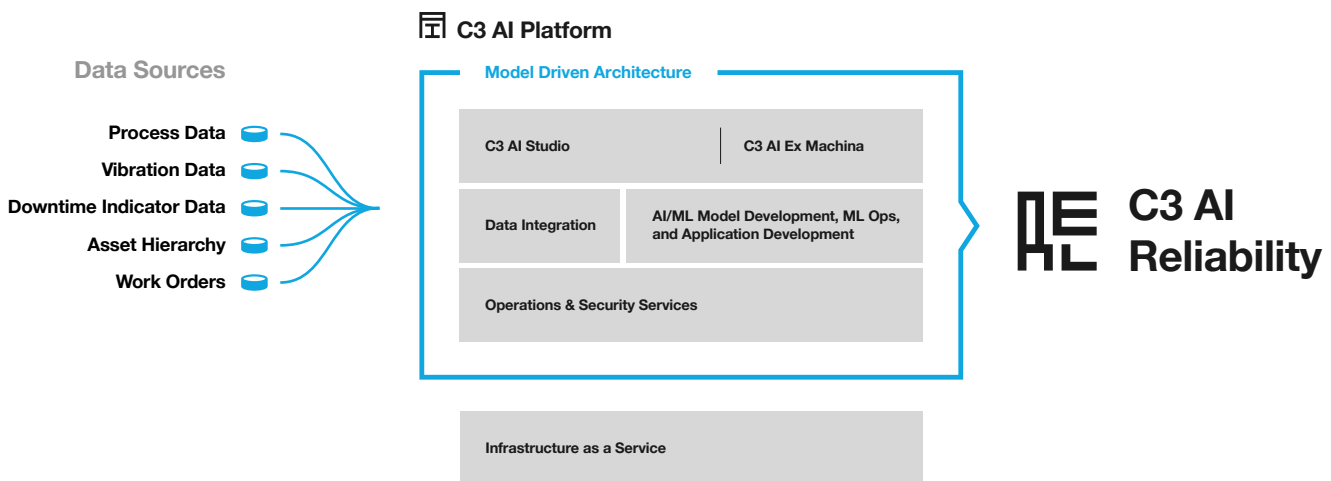 C3 AI Platform
Data Sources
Model Driven Architecture
Process Data
Vibration Data
Downtime Indicator Data
Asset Hierarchy
Work Orders
C3 AI Studio
C3 AI Ex Machina
Data Integration
AI/ML Model Development, ML Ops,
and Application Development
Operations & Security Services
Infrastructure as a Service
C3 AI
Reliability